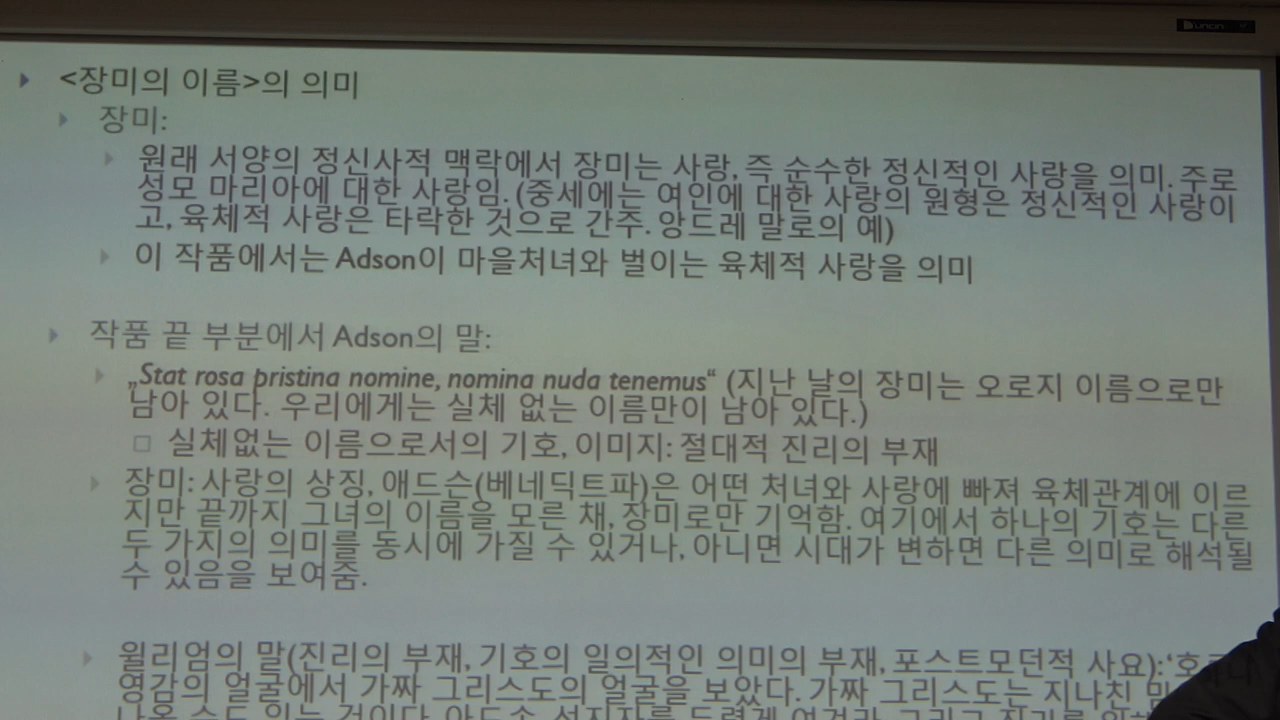 <장미의 이름>의 의미
장미:
원래 서양의 정신사적 맥락에서 장미는 사랑, 즉 순수한 정신적인 사랑을 의미. 주로
성모 마리아에 대한 사랑임. (중세에는 여인에 대한 사랑의 원형은 정신적인 사랑이
고, 육체적 사랑은 타락한 것으로 간주. 앙드레 말로의 예)
이 작품에서는 Adson이 마을처녀와 벌이는 육체적 사랑을 의미
작품 끝 부분에서 Adson의 말:
„Stat rosa pristina nomine, nomina nuda tenemus“ (지난 날의 장미는 오로지 이름으로만
남아 있다. 우리에게는 실체 없는 이름만이 남아 있다.)
실체없는 이름으로서의 기호, 이미지: 절대적 진리의 부재
장미: 사랑의 상징, 애드슨(베네딕트파)은 어떤 처녀와 사랑에 빠져 육체관계에 이르
지만 끝까지 그녀의 이름을 모른 채, 장미로만 기억함. 여기에서 하나의 기호는 다른
두 가지의 의미를 동시에 가질 수 있거나, 아니면 시대가 변하면 다른 의미로 해석될
수 있음을 보여줌.
윌리엄의 말(진리의 부재, 기호의 일의적인 의미의 부재, 포스트모던적 사요):‘호르헤
영감의 얼굴에서 가짜 그리스도의 얼굴을 보았다. 가짜 그리스도는 지나친